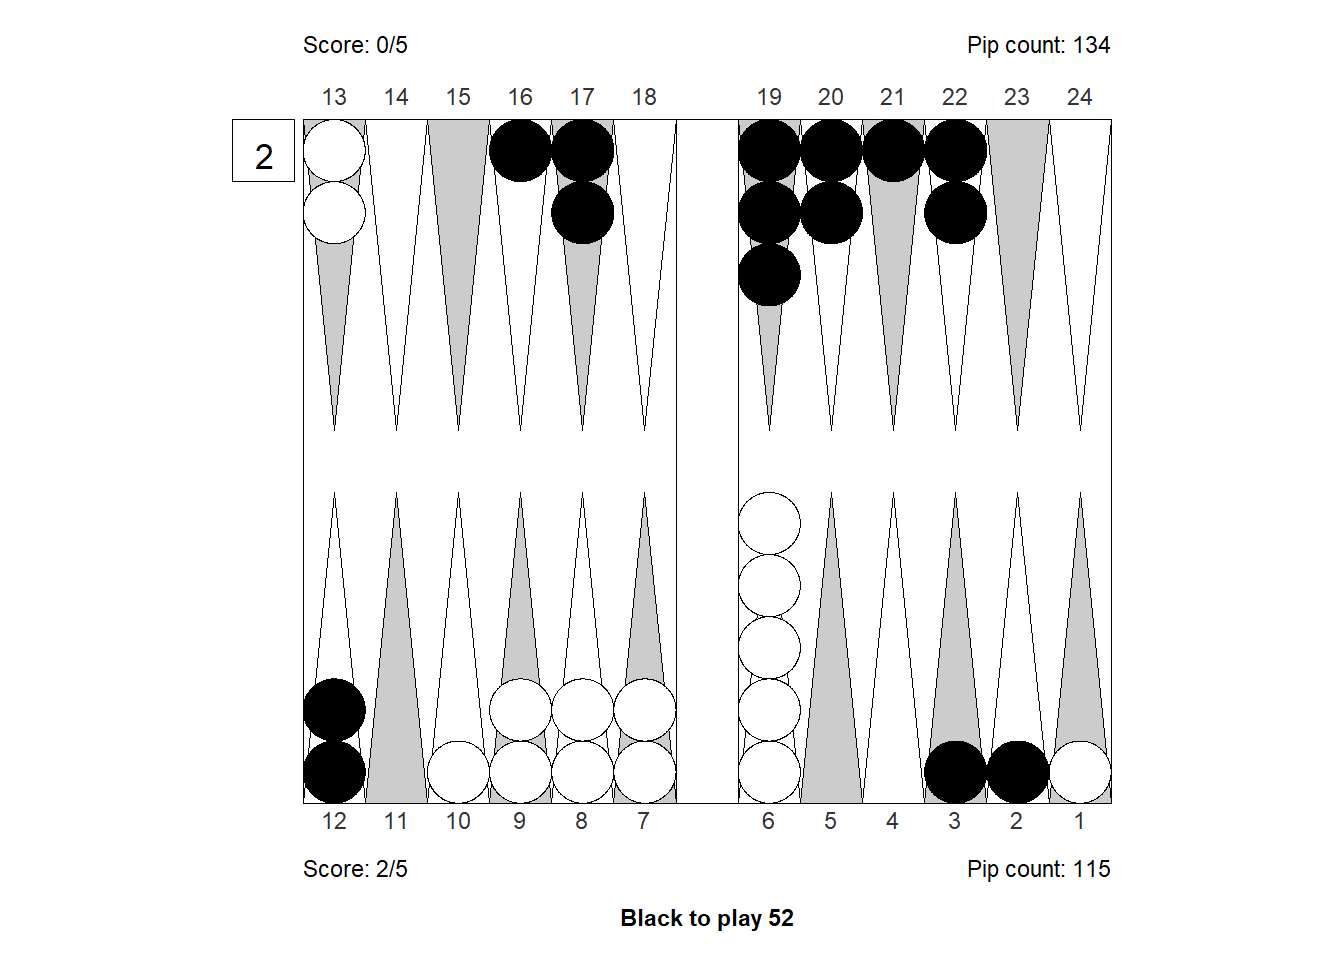 Score: 0/5 Pip count: 134
13 14 15 16 17 18 19 20 21 22 23 24
2
12 11 10 9 8 7 6 5 4 3 2 1
Score: 2/5 Pip count: 115
Black to play 52